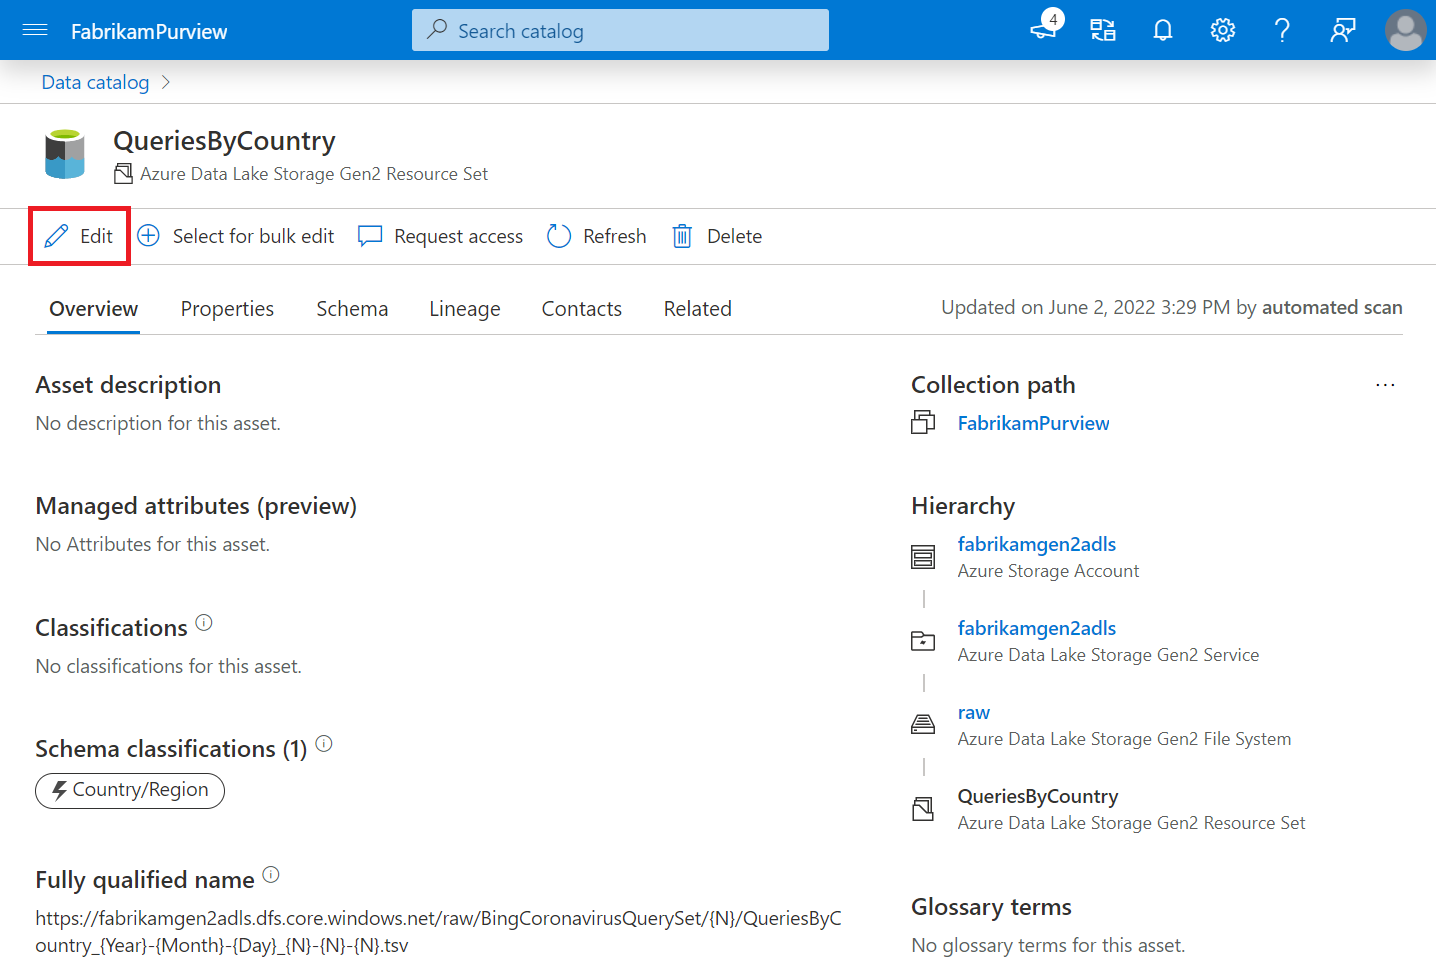 FabrikamPurview
Search catalog
4
Data catalog
QueriesByCountry
Azure Data Lake Storage Gen2 Resource Set
Edit
Select for bulk edit
Request access
Refresh
Delete
Overview
Properties
Schema
Lineage
Contacts
Related
Updated on June 2, 2022 3:29 PM by automated scan
Asset description
No description for this asset.
Managed attributes (preview)
No Attributes for this asset.
Classifications
No classifications for this asset.
Schema classifications (1)
Country/Region
Fully qualified name
https://fabrikamgen2adls.dfs.core.windows.net/raw/BingCoronavirusQuerySet/{N}/QueriesByC
ountry_{Year}-{Month}-{Day}_{N}-{N}-{N}.tsv
Collection path
FabrikamPurview
Hierarchy
fabrikamgen2adls
Azure Storage Account
fabrikamgen2adls
Azure Data Lake Storage Gen2 Service
raw
Azure Data Lake Storage Gen2 File System
QueriesByCountry
Azure Data Lake Storage Gen2 Resource Set
Glossary terms
No glossary terms for this asset.